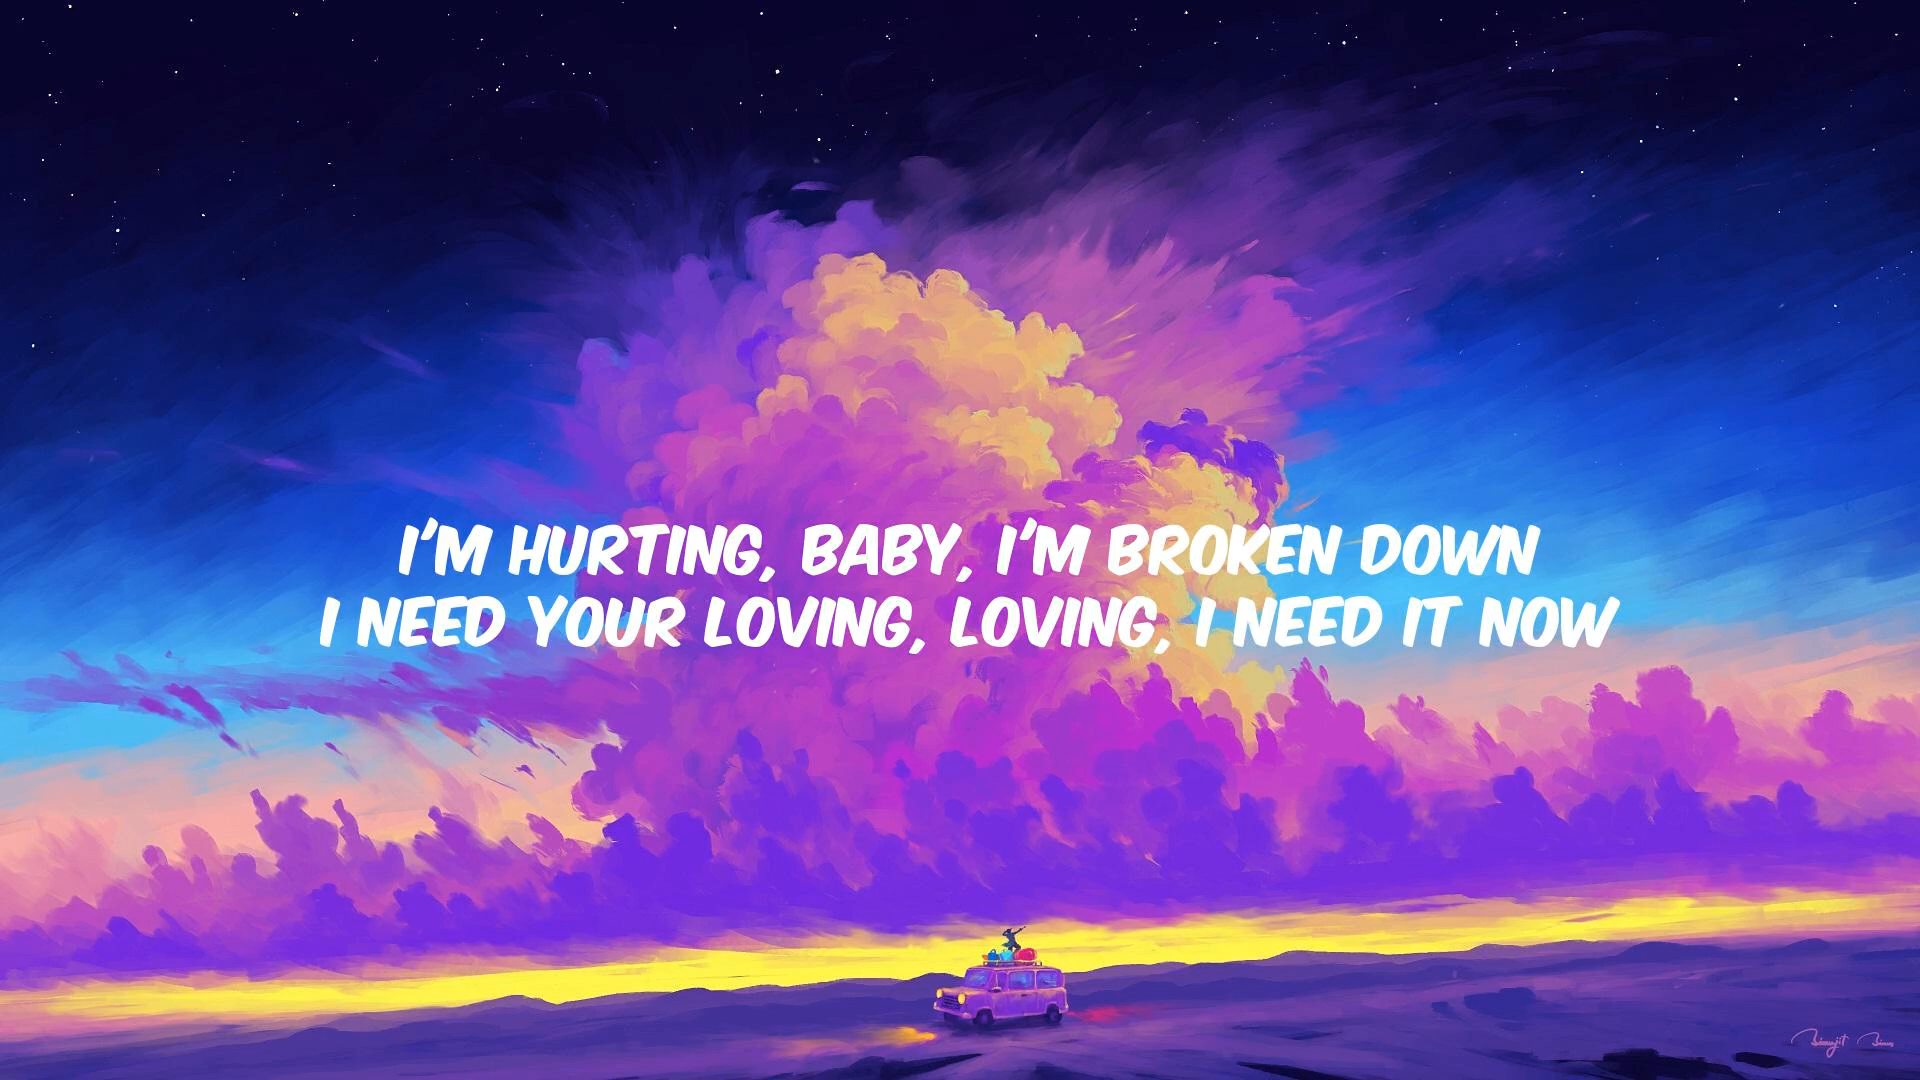 I'M HURTING, BABY, I'M BROKEN DOWN
I NEED YOUR LOVING, LOVING, I NEED IT NOW